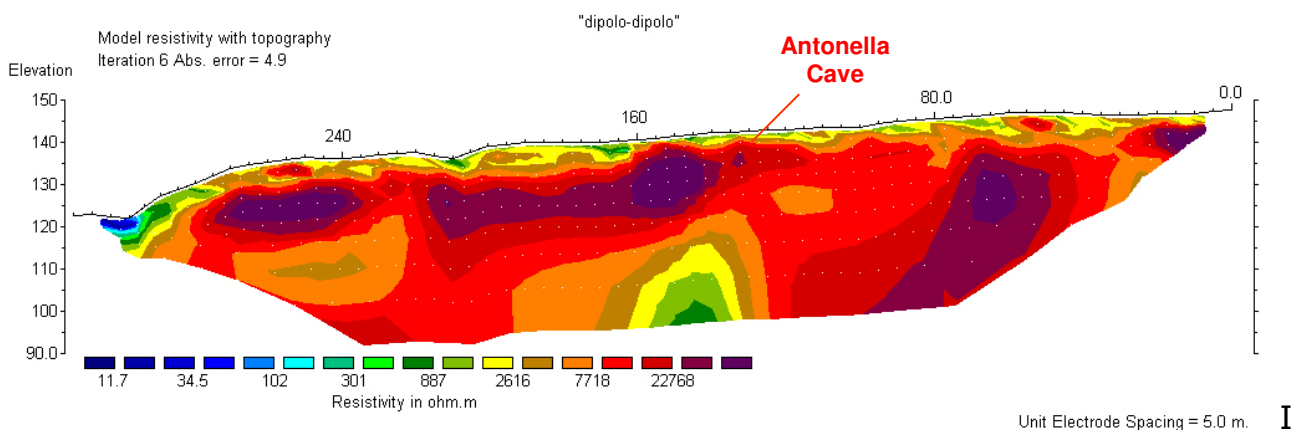 "dipolo-dipolo"
Model resistivity with topography
Iteration 6 Abs. error = 4.9
Antonella
Cave
Elevation
150
140
130
120
110
100
90.0
240
160
80.0
0.0
11.7 34.5 102 301 887 2616 7718 22768
Resistivity in ohm.m
Unit Electrode Spacing = 5.0 m.
I